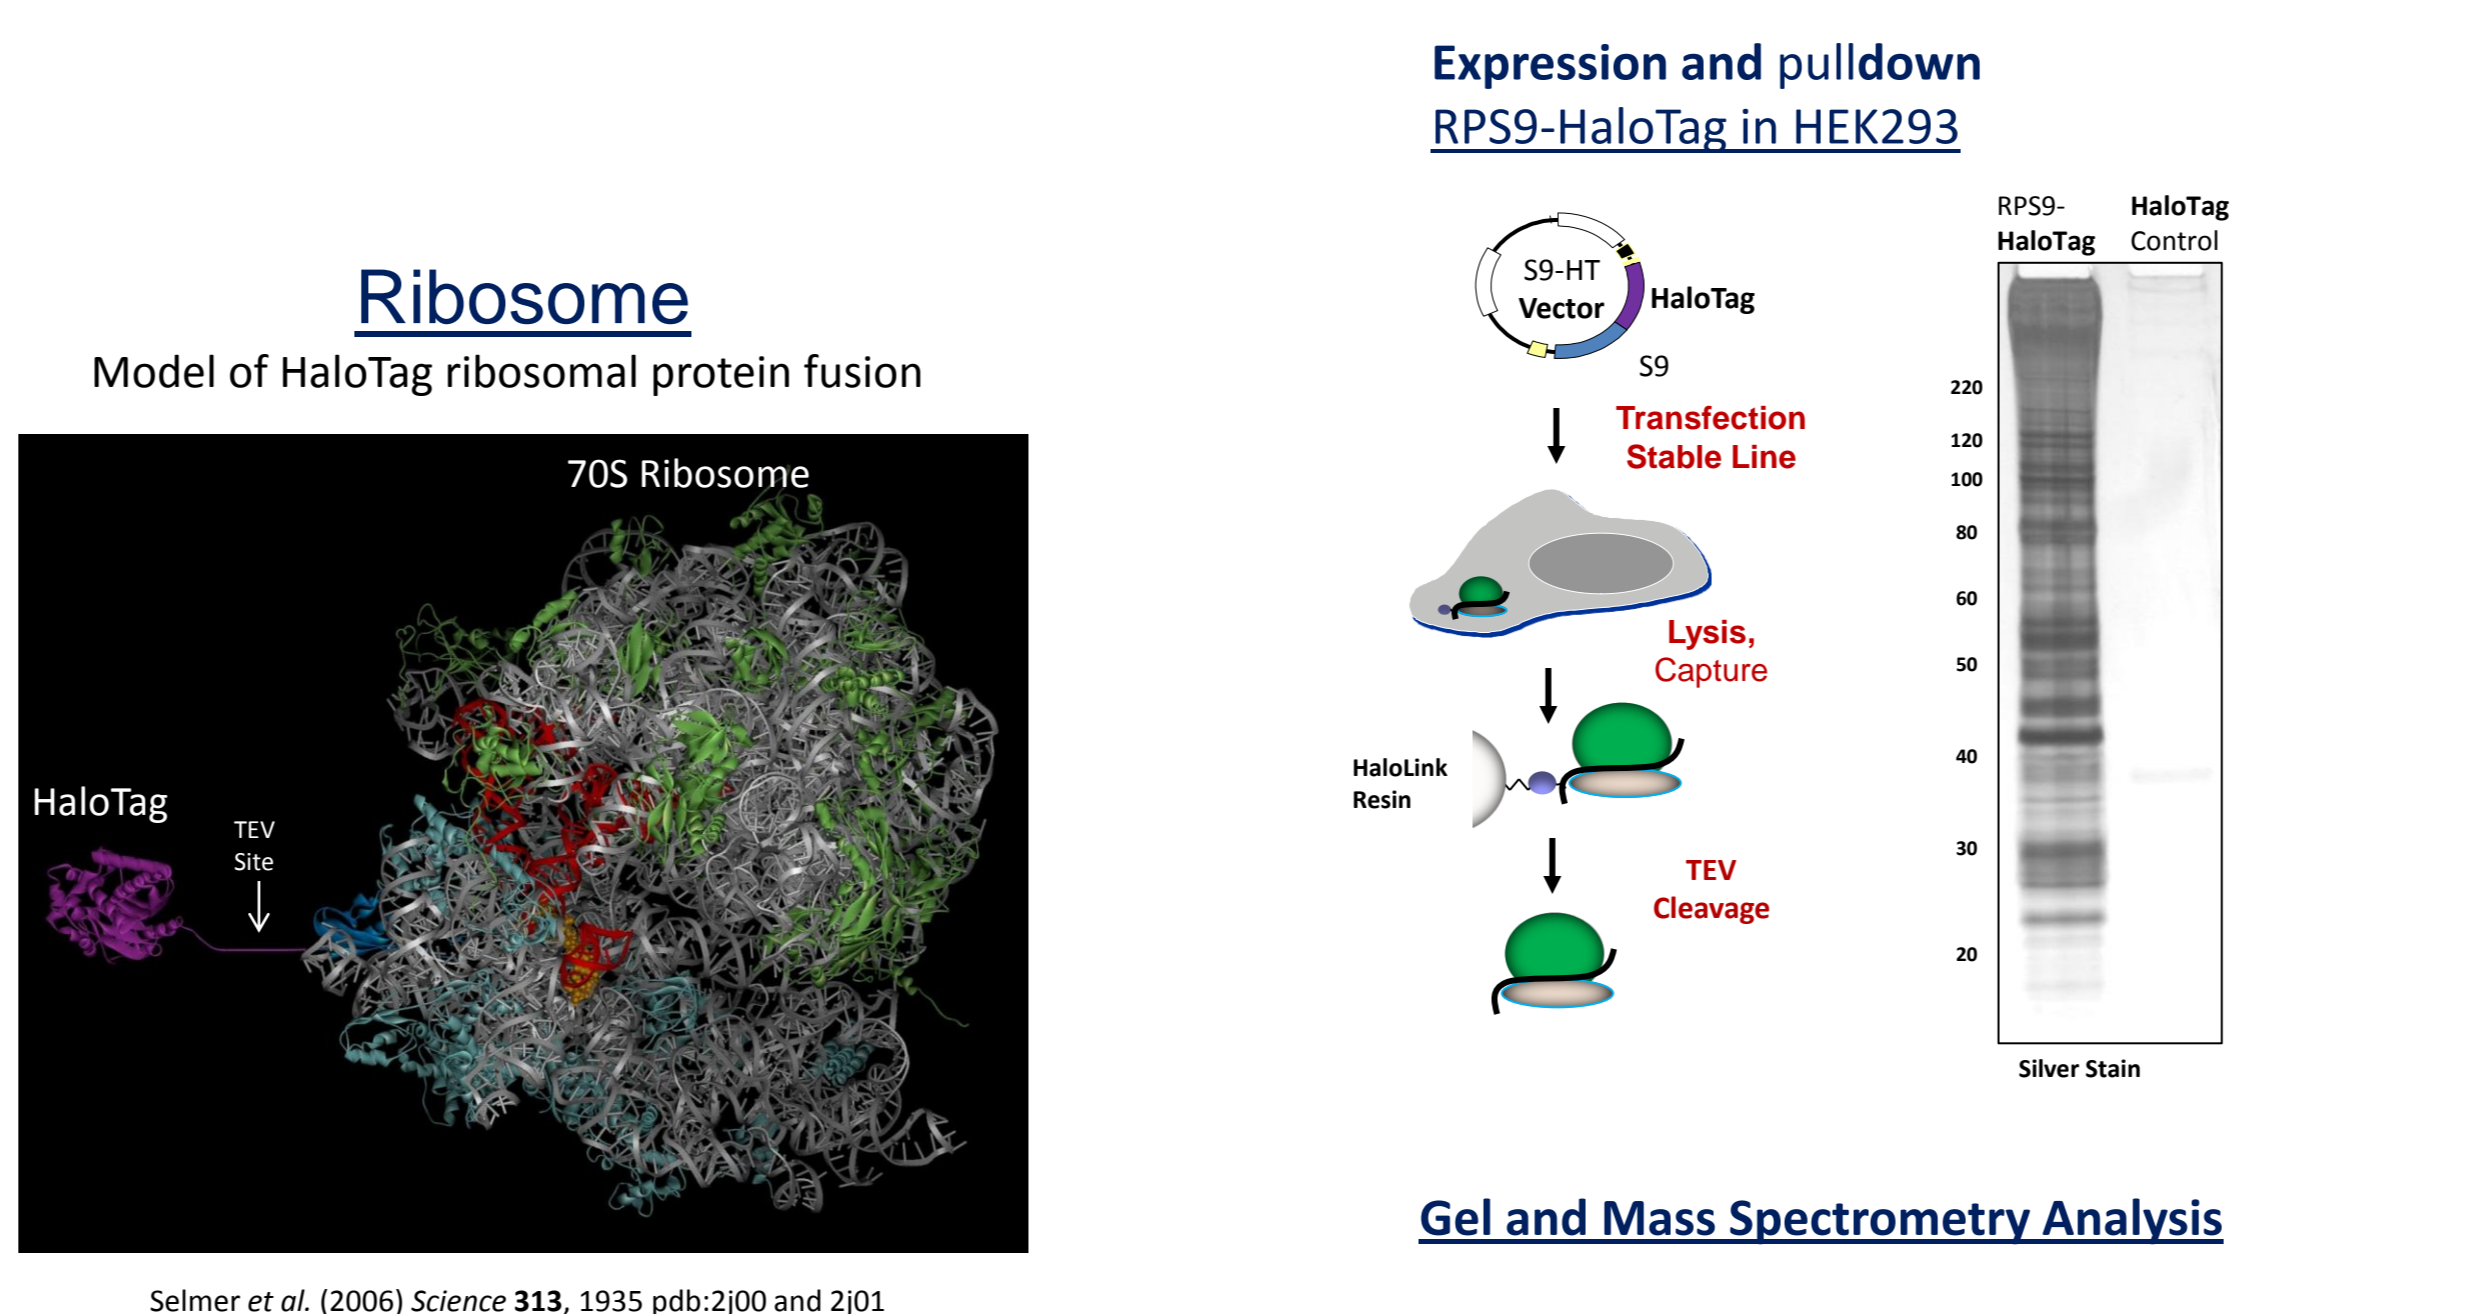 Ribosome
Model of HaloTag ribosomal protein fusion
70S Ribosome
HaloTag
TEV
Site
Selmer et al. (2006) Science 313, 1935 pdb:2j00 and 2j01
Expression and pulldown
RPS9-HaloTag in HEK293
S9-HT
Vector
HaloTag
S9
Transfection
Stable Line
Lysis,
Capture
HaloLink
Resin
TEV
Cleavage
RPS9-
HaloTag
HaloTag
Control
220
120
100
80
60
50
40
30
20
Silver Stain
Gel and Mass Spectrometry Analysis